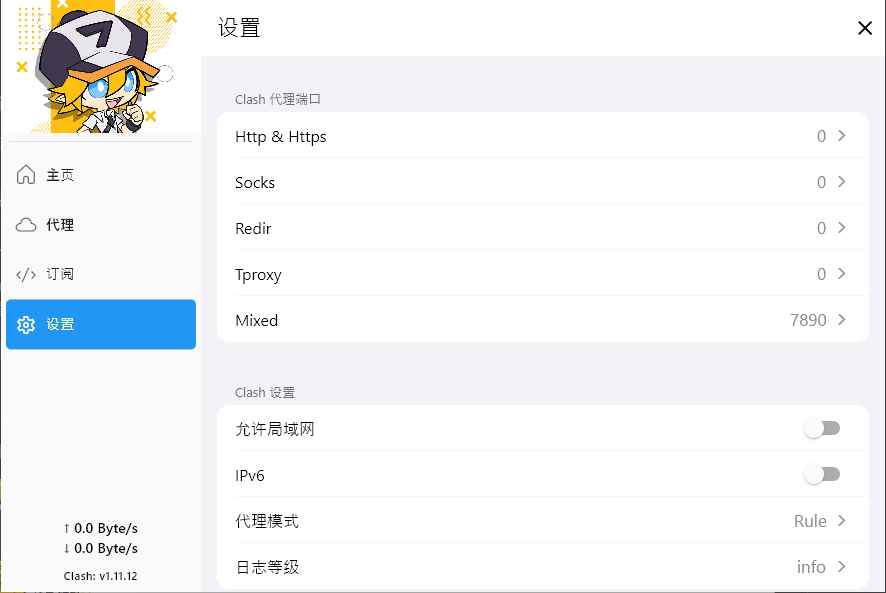 设置
主页
代理
订阅
设置
↑ 0.0 Byte/s
↓ 0.0 Byte/s
Clash: v1.11.12
Clash 代理端口
Http & Https 0
Socks 0
Redir 0
Tproxy 0
Mixed 7890
Clash 设置
允许局域网
IPv6
代理模式 Rule
日志等级 info